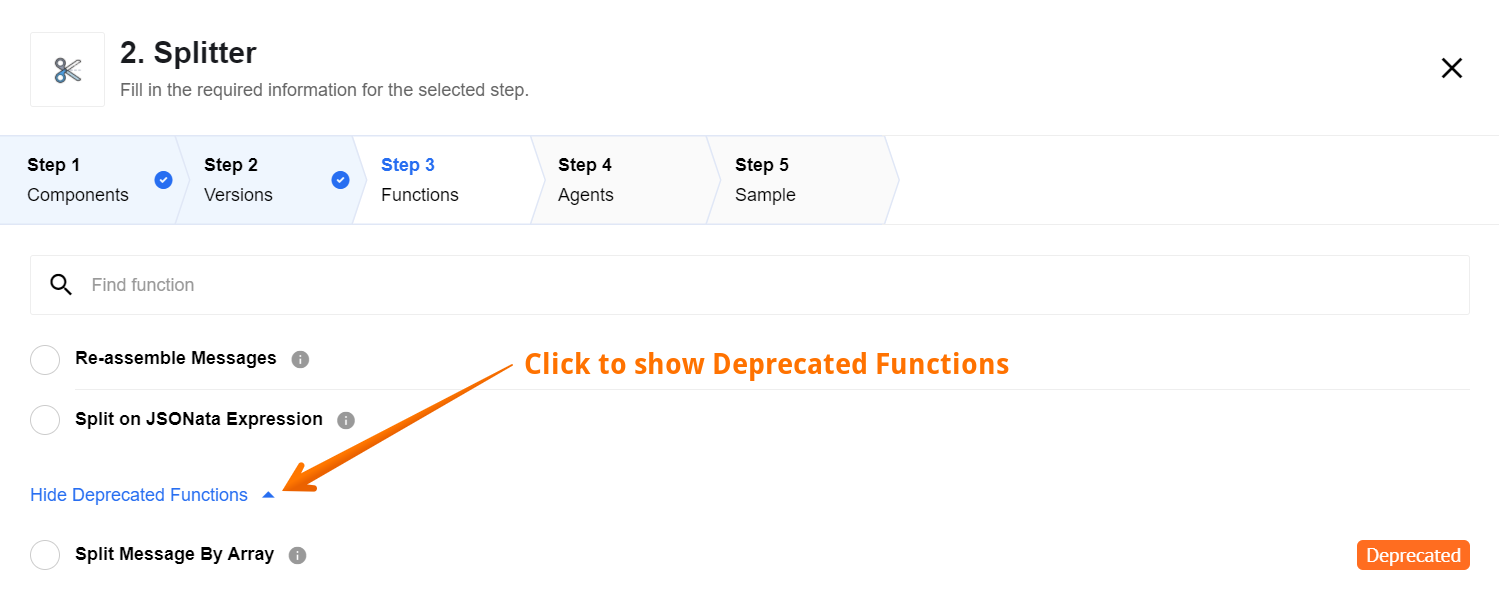 2. Splitter
Fill in the required information for the selected step.
Step 1
Components
Step 2
Versions
Step 3
Functions
Step 4
Agents
Step 5
Sample
Find function
Re-assemble Messages
Click to show Deprecated Functions
Split on JSONata Expression
Hide Deprecated Functions
Split Message By Array
Deprecated